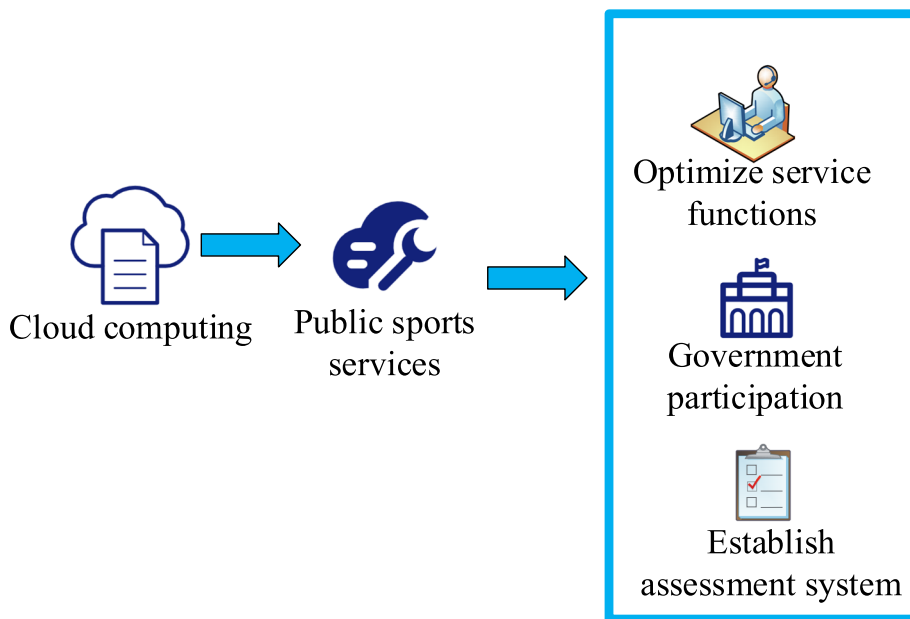 Cloud computing
Public sports
services
Optimize service
functions
Government
participation
Establish
assessment system